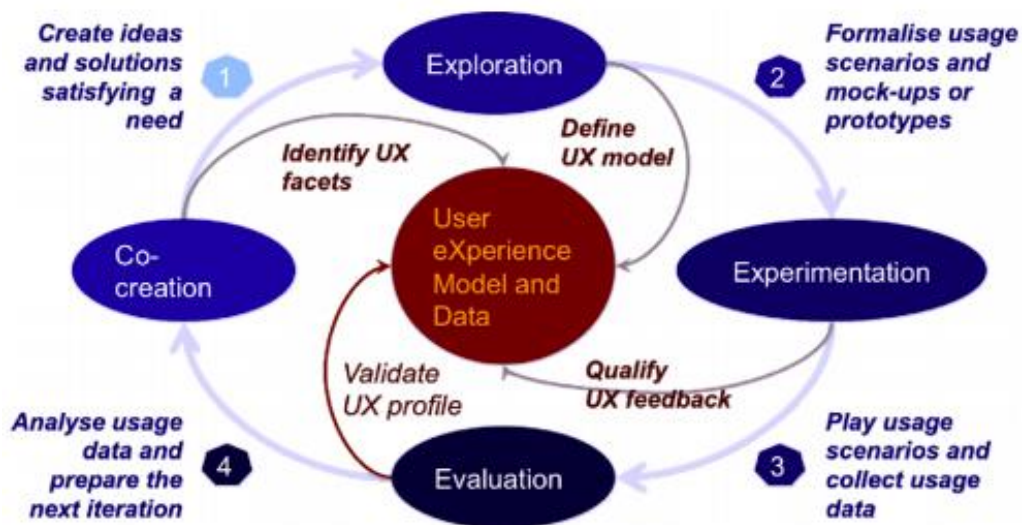 Create ideas
and solutions
satisfying a
need
1
Exploration
2
Formalise usage
scenarios and
mock-ups or
prototypes
Identify UX
facets
Define
UX model
Co-
creation
User
eXperience
Model and
Data
Experimentation
Validate
UX profile
Qualify
UX feedback
Analyse usage
data and
prepare the
next iteration
4
Evaluation
3
Play usage
scenarios and
collect usage
data